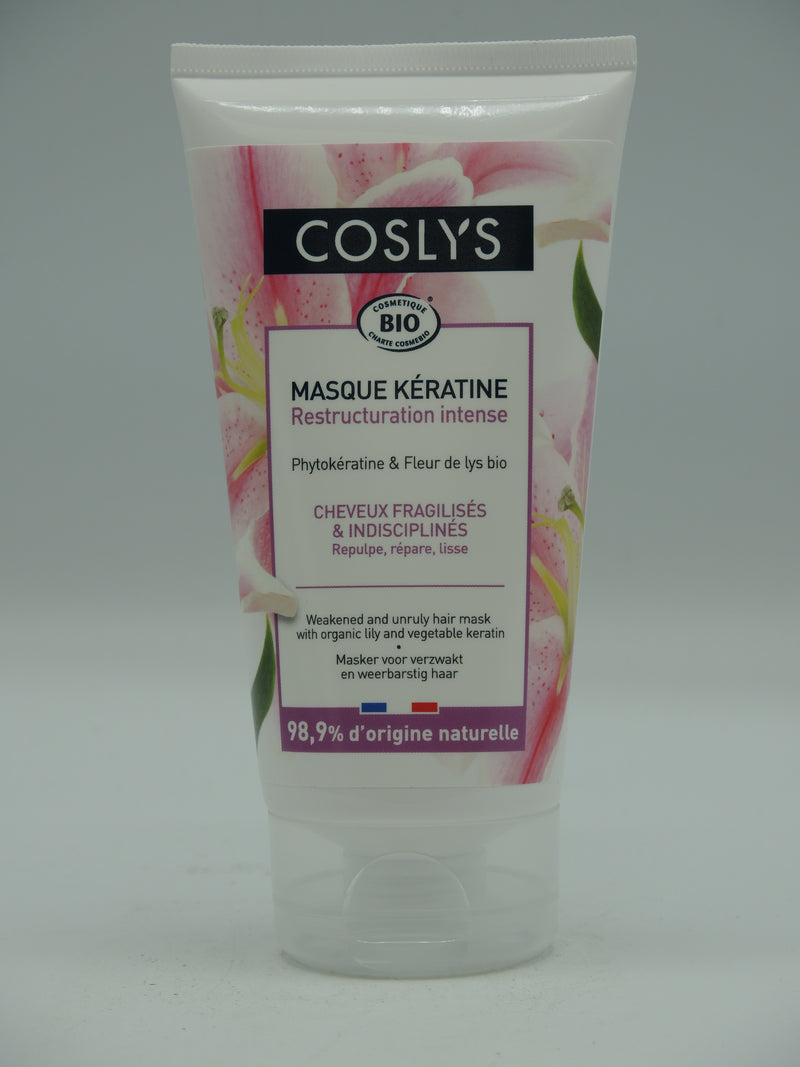 COSLYS
COSMETIQUE
BIO
CHARTE COSMEBIO
®
MASQUE KÉRATINE
Restructuration intense
Phytokératine & Fleur de lys bio
CHEVEUX FRAGILISÉS
& INDISCIPLINÉS
Repulpe, répare, lisse
Weakened and unruly hair mask
with organic lily and vegetable keratin
•
Masker voor verzwakt
en weerbarstig haar
98,9% d'origine naturelle